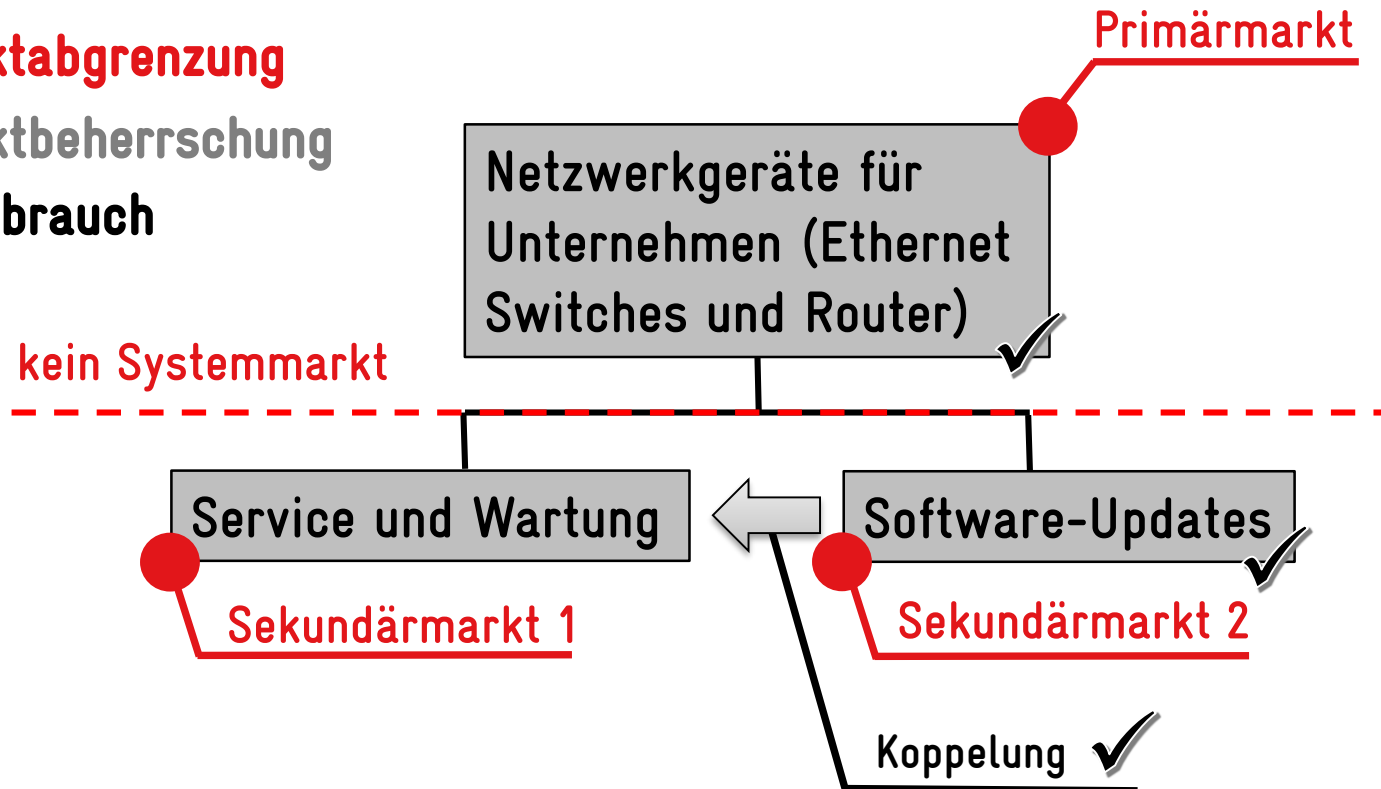 Primärmarkt
ktabgrenzung
ktbeherrschung
brauch
Netzwerkgeräte für
Unternehmen (Ethernet
Switches und Router)
kein Systemmarkt
Service und Wartung
Software-Updates
Sekundärmarkt 1
Sekundärmarkt 2
Koppelung